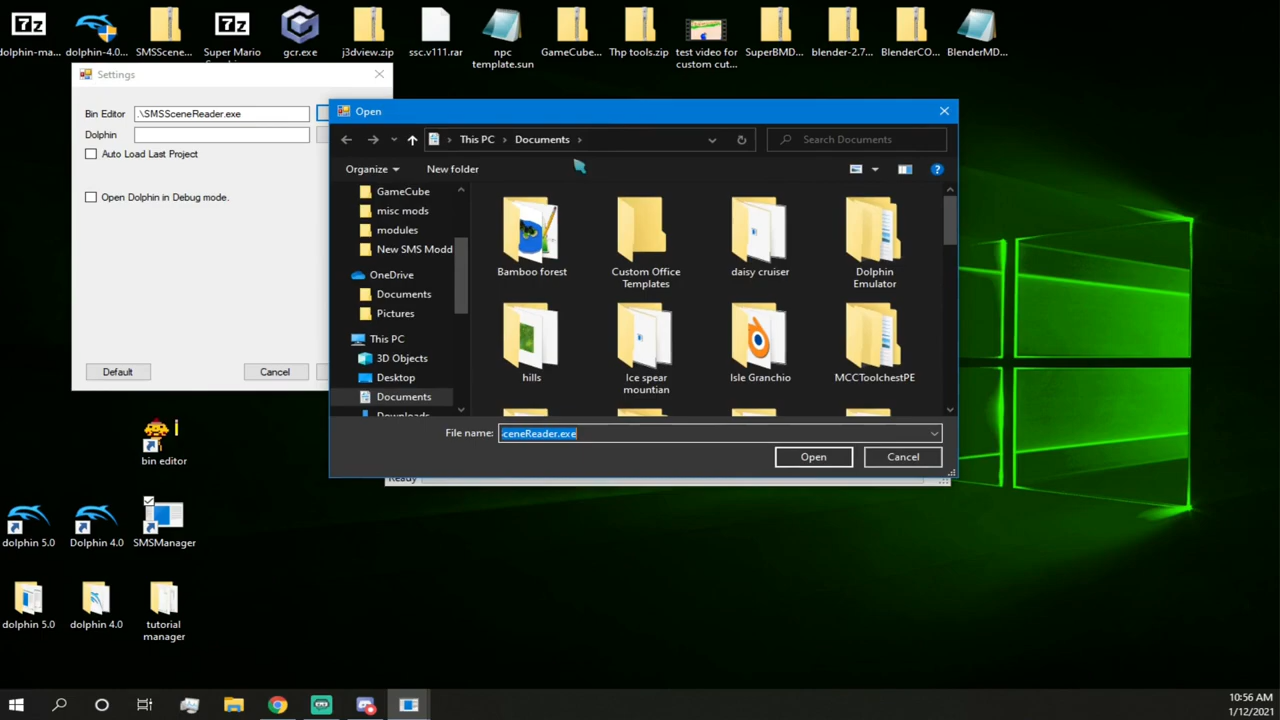 dolphin-ma...
dolphin-4.0...
SMSScene...
Super Mario
gcr.exe
j3dview.zip
ssc.v111.rar
npc
template.sun
GameCube...
Thp tools.zip
test video for
custom cut...
SuperBMD...
blender-2.7...
BlenderCO...
BlenderMD...
Settings
Bin Editor
.\SMSSceneReader.exe
Dolphin
Auto Load Last Project
Open Dolphin in Debug mode.
Default
Cancel
Open
This PC > Documents >
Search Documents
Organize
New folder
GameCube
misc mods
modules
New SMS Modd
OneDrive
Documents
Pictures
This PC
3D Objects
Desktop
Documents
Downloads
Bamboo forest
Custom Office
Templates
daisy cruiser
Dolphin
Emulator
hills
Ice spear
mountian
Isle Granchio
MCCToolchestPE
File name:
ceneReader.exe
Open
Cancel
Ready
bin editor
dolphin 5.0
Dolphin 4.0
SMSManager
dolphin 5.0
dolphin 4.0
tutorial
manager
10:56 AM
1/12/2021